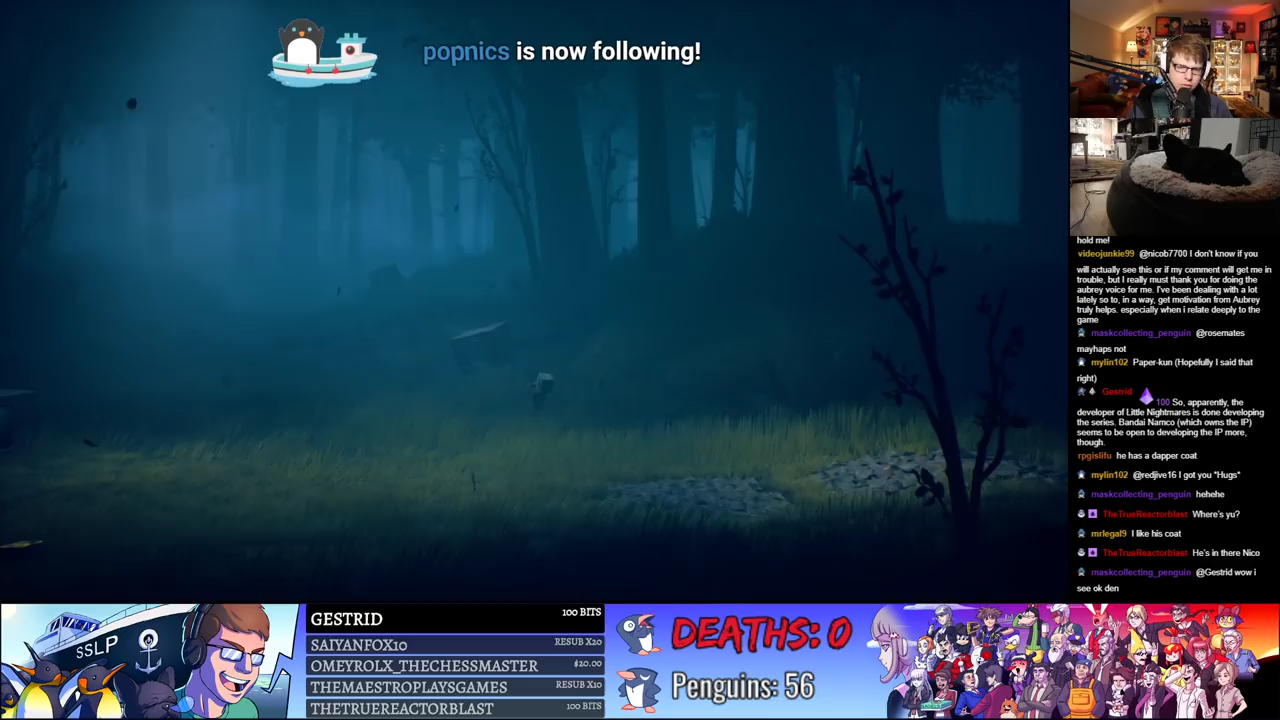 popnics is now following!
hold me!
videojunkie99 @nicob7700 I don't know if you
will actually see this or if my comment will get me in
trouble, but I really must thank you for doing the
aubrey voice for me. I've been dealing with a lot
lately so to, in a way, get motivation from Aubrey
truly helps. especially when i relate deeply to the
game
maskcollecting_penguin @rosemates
mayhaps not
mylin102 Paper-kun (Hopefully I said that
right)
Gestrid 100 So, apparently, the
developer of Little Nightmares is done developing
the series. Bandai Namco (which owns the IP)
seems to be open to developing the IP more,
though.
rpgislifu he has a dapper coat
mylin102 @redjive16 I got you *Hugs*
maskcollecting_penguin hehehe
TheTrueReactorblast Where's yu?
mrlegal9 I like his coat
TheTrueReactorblast He's in there Nico
maskcollecting_penguin @Gestrid wow i
see ok den
SSLP
GESTRID 100 BITS
SAIYANFOX10 RESUB X20
OMEYROLX_THECHESSMASTER $20.00
THEMAESTROPLAYSGAMES RESUB X10
THETRUEREACTORBLAST 100 BITS
DEATHS: 0
Penguins: 56